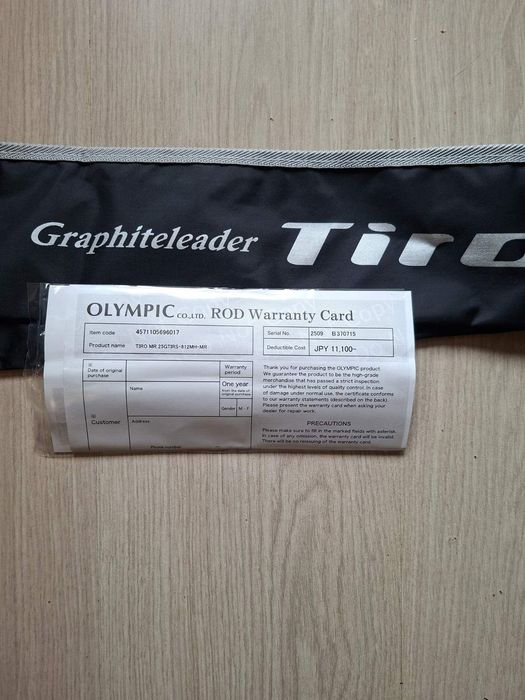 Graphiteleader Tiro
OLYMPIC CO.,LTD. ROD Warranty Card
Item code 4571105696017
Product name TIRO MR 25GTIRS-812MH-MR
Serial No. 2509 B370715
Deductible Cost JPY 11,100-
※
Date of original
purchase
Warranty
period
One year
from the date of
original purchase
Name
Gender M · F
※
Customer
Address
Phone number
Thank you for purchasing the OLYMPIC product.
We guarantee the product to be the high-grade
merchandise that has passed a strict inspection
under the highest levels of quality control. In case
of damage under normal use, the certificate conforms
to our warranty statements (described on the back).
Please present the warranty card when asking your
dealer for repair work.
PRECAUTIONS
Please make sure to fill in the marked fields with asterisk.
In case of any omission, the warranty card will be invalid.
There will be no reissuing of the warranty card.